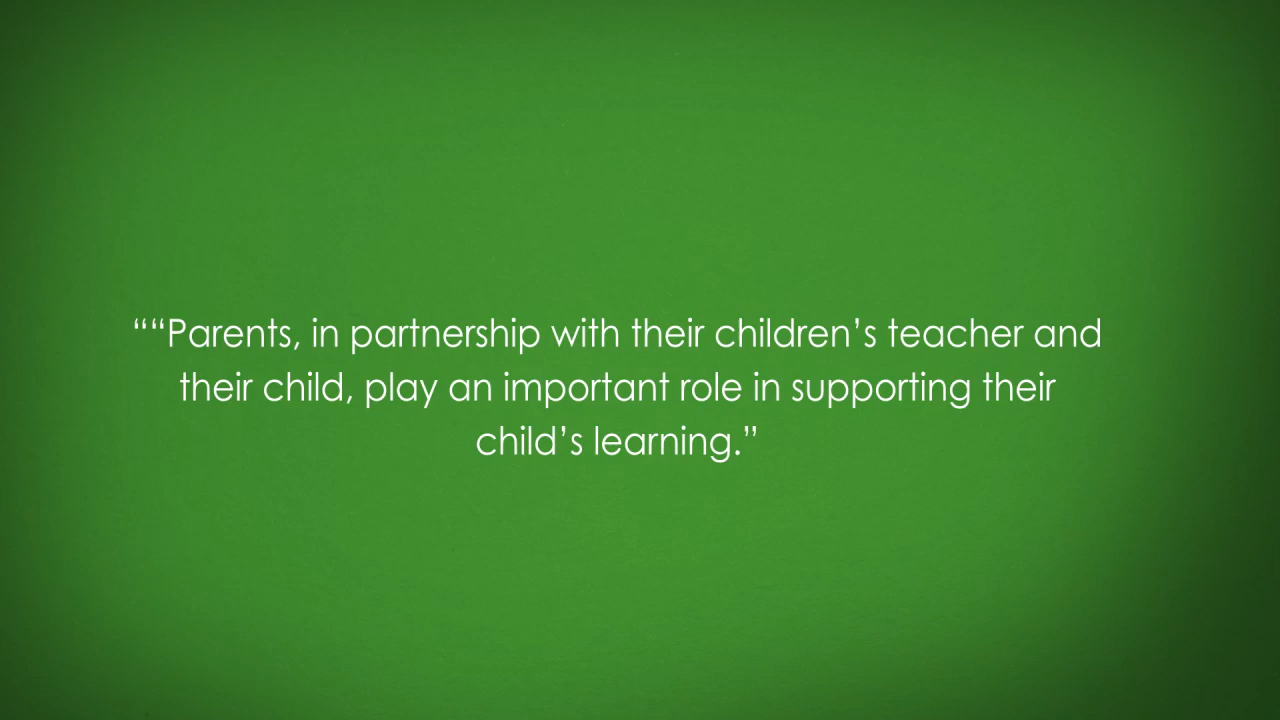 ““Parents, in partnership with their children’s teacher and
their child, play an important role in supporting their
child’s learning.”